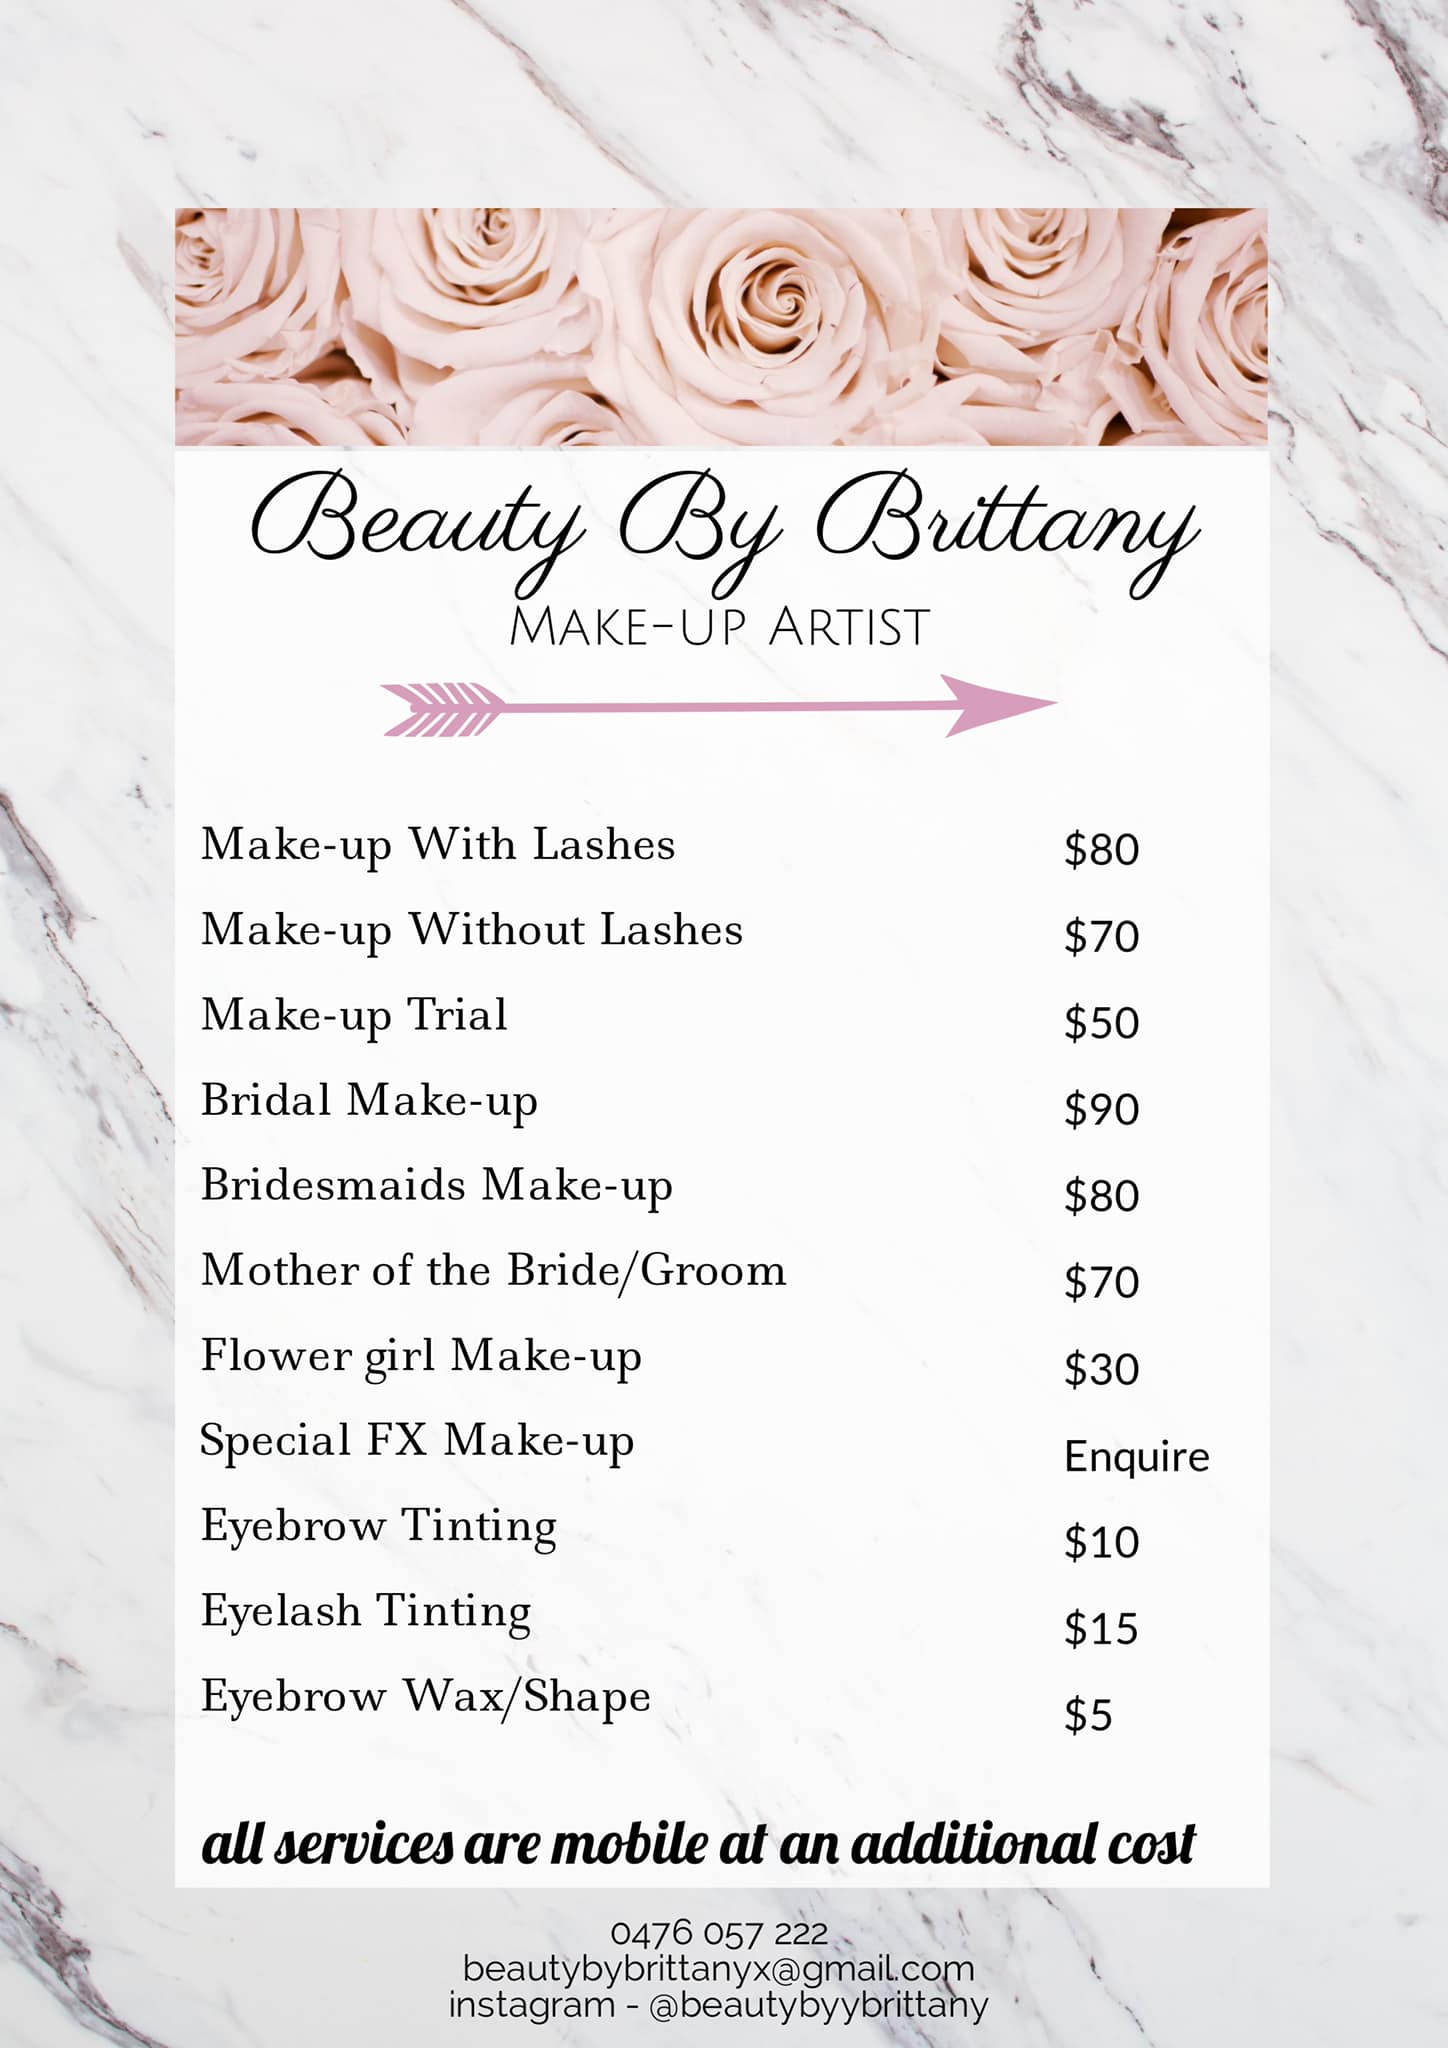 Beauty By Brittany
Make-up Artist
Make-up With Lashes $80
Make-up Without Lashes $70
Make-up Trial $50
Bridal Make-up $90
Bridesmaids Make-up $80
Mother of the Bride/Groom $70
Flower girl Make-up $30
Special FX Make-up Enquire
Eyebrow Tinting $10
Eyelash Tinting $15
Eyebrow Wax/Shape $5
all services are mobile at an additional cost
0476 057 222
beautybybrittanyx@gmail.com
instagram - @beautybyybrittany